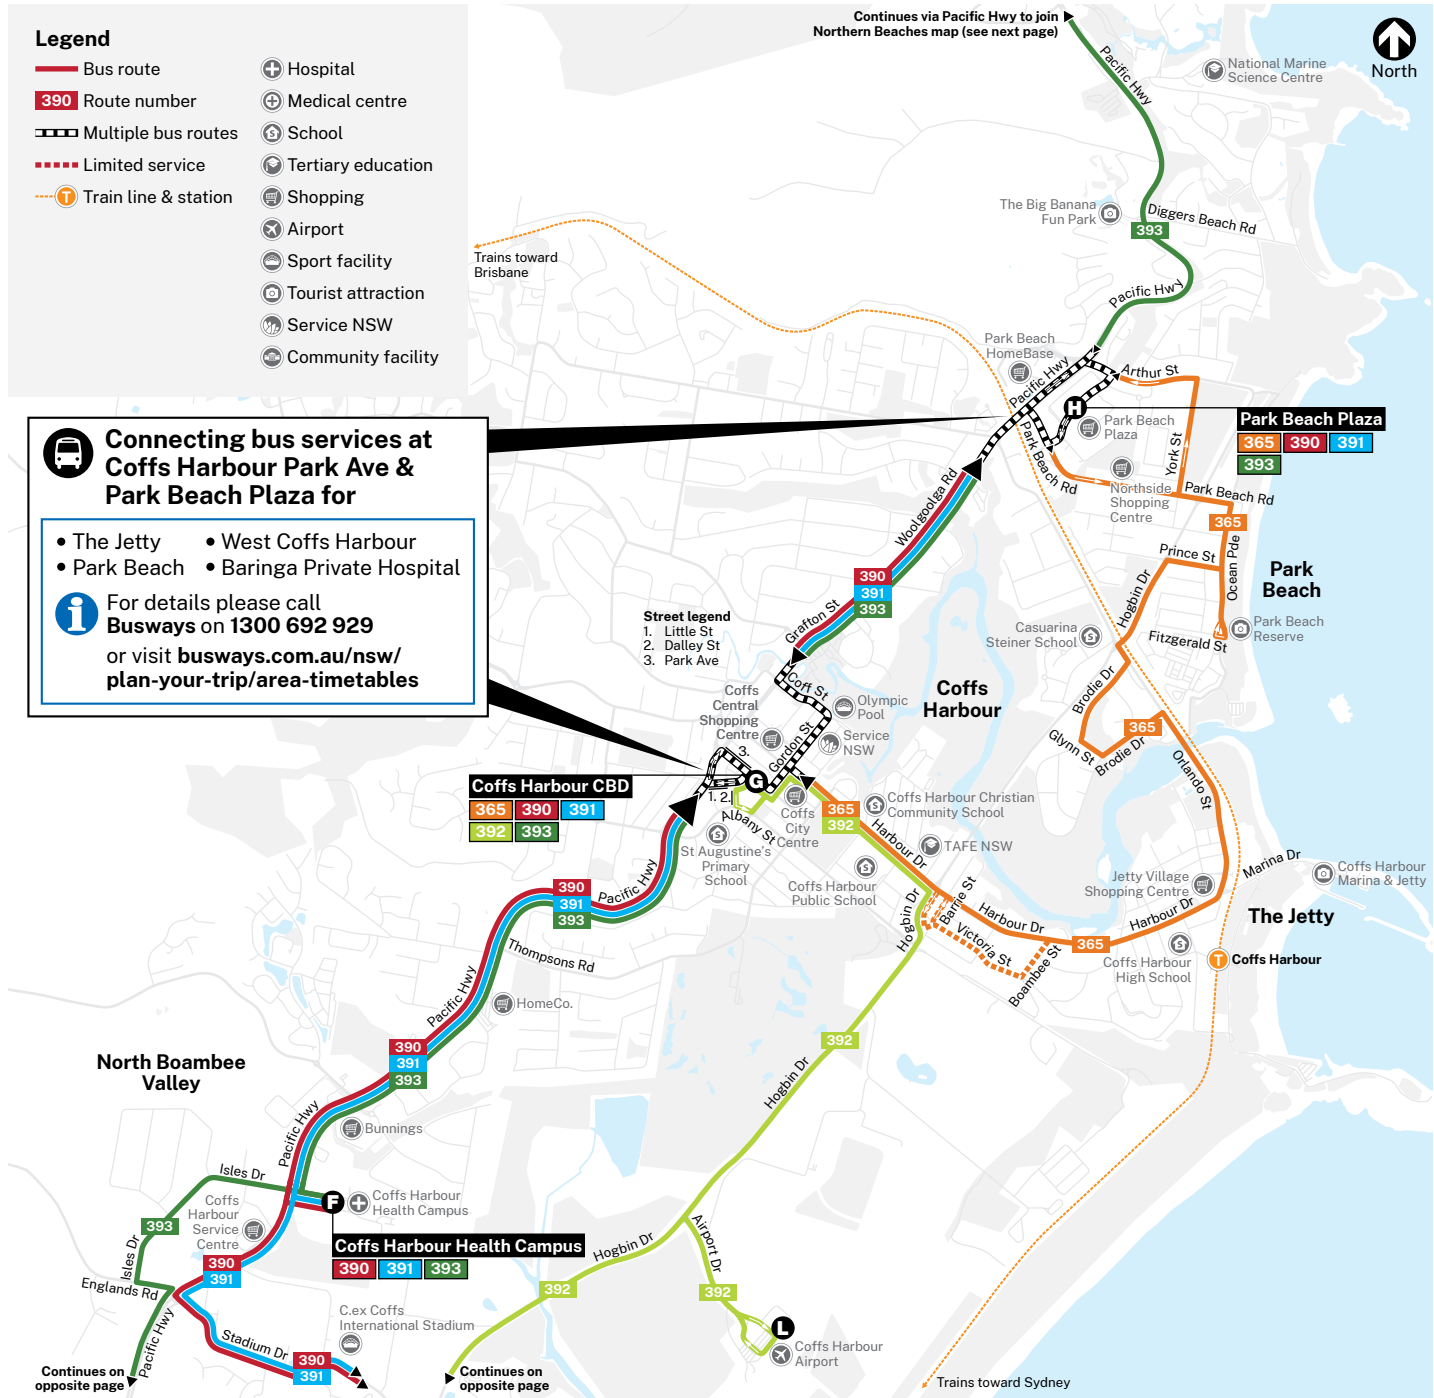 Legend
Bus route
390 Route number
Multiple bus routes
Limited service
T Train line & station
Hospital
Medical centre
School
Tertiary education
Shopping
Airport
Sport facility
Tourist attraction
Service NSW
Community facility
Continues via Pacific Hwy to join
Northern Beaches map (see next page)
North
Pacific Hwy
National Marine
Science Centre
The Big Banana
Fun Park
Diggers Beach Rd
393
Trains toward
Brisbane
Pacific Hwy
Park Beach
HomeBase
Pacific Hwy
Arthur St
H
Park Beach
Plaza
Park Beach Plaza
365 390 391
393
Park Beach Rd
York St
Northside
Shopping
Centre
Park Beach Rd
365
Connecting bus services at
Coffs Harbour Park Ave &
Park Beach Plaza for
• The Jetty
• West Coffs Harbour
• Park Beach
• Baringa Private Hospital
For details please call
Busways on 1300 692 929
or visit busways.com.au/nsw/
plan-your-trip/area-timetables
Woolgoolga Rd
390
391
393
Grafton St
Street legend
1. Little St
2. Dalley St
3. Park Ave
Prince St
Ocean Pde
Park
Beach
Hogbin Dr
Casuarina
Steiner School
Fitzgerald St
Park Beach
Reserve
Coff St
Coffs
Central
Shopping
Centre
Olympic
Pool
Service
NSW
Gordon St
Coffs
Harbour
Brodie Dr
365
Glynn St
Brodie Dr
Orlando St
3.
G
1. 2.
Coffs Harbour CBD
365 390 391
392 393
Albany St
Coffs
City
Centre
365
392
Coffs Harbour Christian
Community School
St Augustine's
Primary
School
Harbour Dr
TAFE NSW
Coffs Harbour
Public School
Jetty Village
Shopping Centre
Marina Dr
Coffs Harbour
Marina & Jetty
The Jetty
390
391
393
Pacific Hwy
Hogbin Dr
Barrie St
Harbour Dr
Victoria St
Boambee St
365
Harbour Dr
Coffs Harbour
High School
T Coffs Harbour
Thompsons Rd
Pacific Hwy
HomeCo.
390
391
393
North Boambee
Valley
392
Hogbin Dr
Pacific Hwy
Bunnings
Isles Dr
F
Coffs Harbour
Health Campus
Coffs
Harbour
Service
Centre
393
Isles Dr
Coffs Harbour Health Campus
390 391 393
390
391
Englands Rd
Pacific Hwy
Hogbin Dr
Airport Dr
392
392
C.ex Coffs
International Stadium
Stadium Dr
390
391
L
Coffs Harbour
Airport
Continues on
opposite page
Continues on
opposite page
Trains toward Sydney